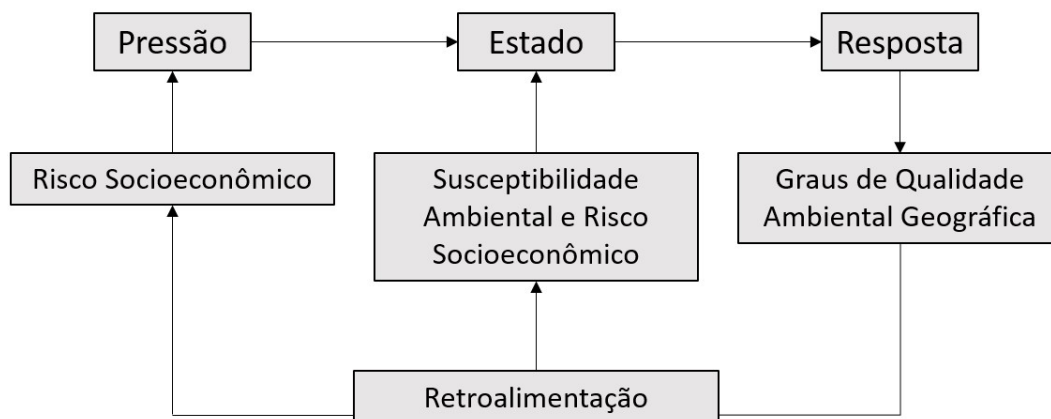 Pressão
Estado
Resposta
Risco Socioeconômico
Susceptibilidade
Ambiental e Risco
Socioeconômico
Graus de Qualidade
Ambiental Geográfica
Retroalimentação